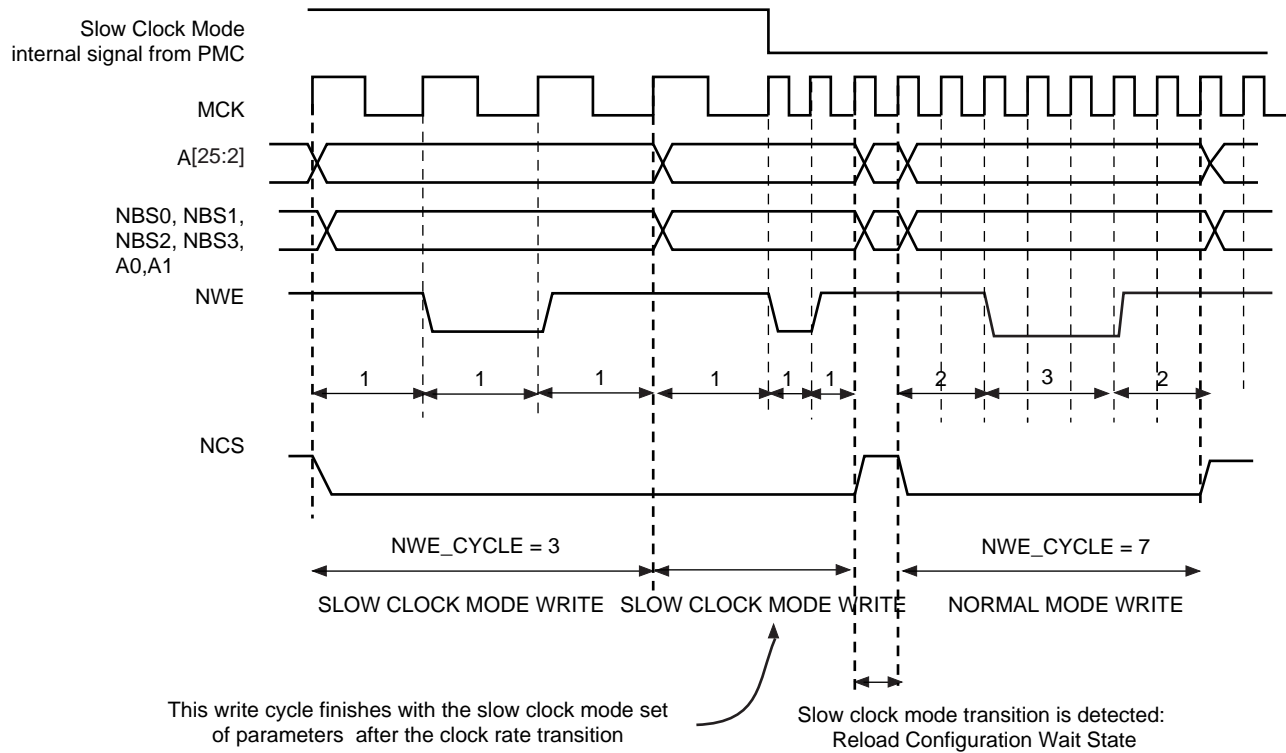 Slow Clock Mode
internal signal from PMC
MCK
A[25:2]
NBS0, NBS1,
NBS2, NBS3,
A0,A1
NWE
1 1 1 1 1 1 2 3 2
NCS
NWE_CYCLE = 3 NWE_CYCLE = 7
SLOW CLOCK MODE WRITE SLOW CLOCK MODE WRITE NORMAL MODE WRITE
This write cycle finishes with the slow clock mode set
of parameters after the clock rate transition
Slow clock mode transition is detected:
Reload Configuration Wait State